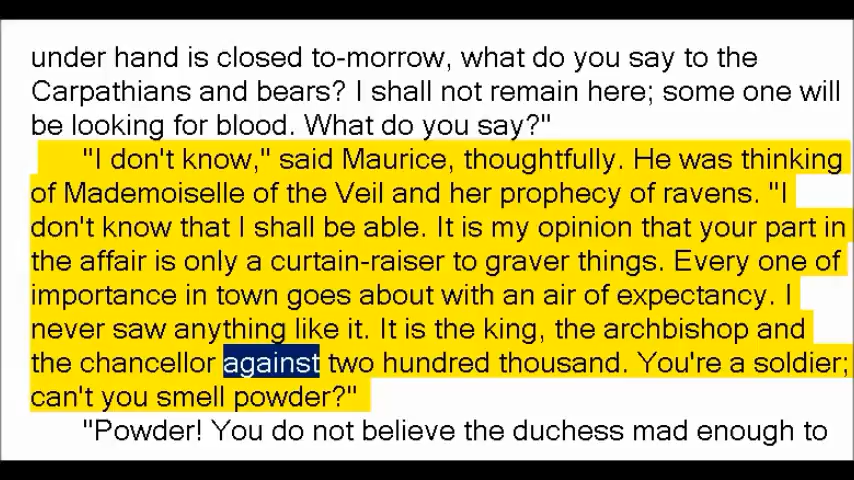 under hand is closed to-morrow, what do you say to the
Carpathians and bears? I shall not remain here; some one will
be looking for blood. What do you say?"
"I don't know," said Maurice, thoughtfully. He was thinking
of Mademoiselle of the Veil and her prophecy of ravens. "I
don't know that I shall be able. It is my opinion that your part in
the affair is only a curtain-raiser to graver things. Every one of
importance in town goes about with an air of expectancy. I
never saw anything like it. It is the king, the archbishop and
the chancellor against two hundred thousand. You're a soldier;
can't you smell powder?"
"Powder! You do not believe the duchess mad enough to